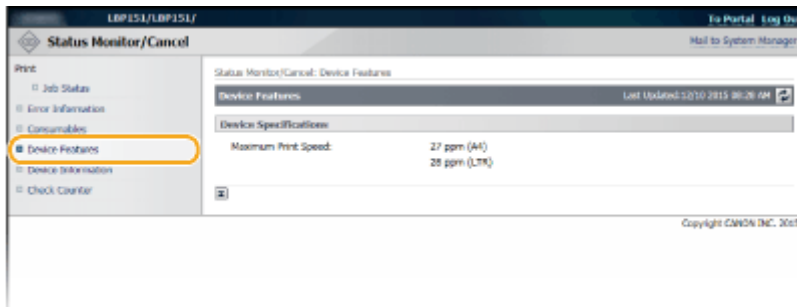 LBP151/LBP151/
To Portal Log Ou
Status Monitor/Cancel
Mail to System Manager
Print
Job Status
Error Information
Consumables
Device Features
Device Information
Check Counter
Status Monitor/Cancel: Device Features
Device Features
Last Updated:12/10 2015 08:28 AM
Device Specifications
Maximum Print Speed: 27 ppm (A4)
28 ppm (LTR)
Copyright CANON INC. 2015